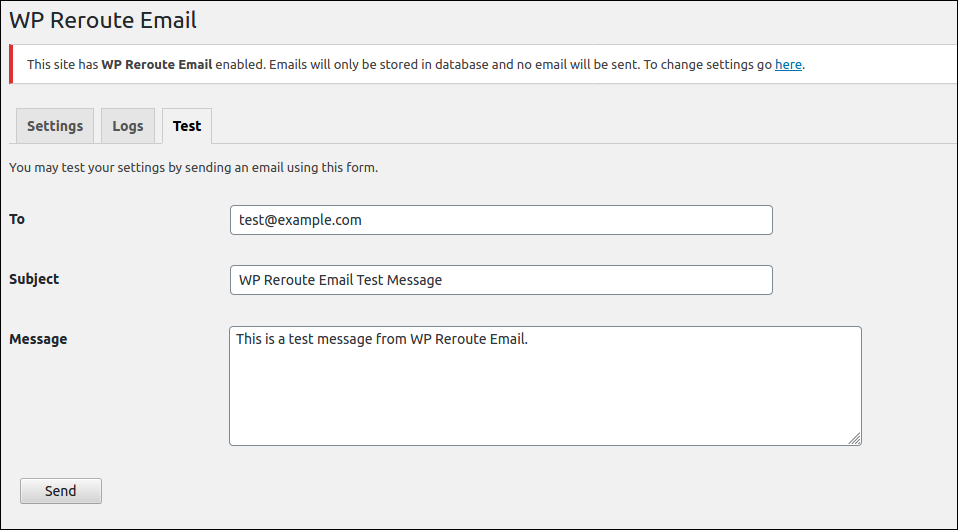 WP Reroute Email
This site has WP Reroute Email enabled. Emails will only be stored in database and no email will be sent. To change settings go here.
Settings Logs Test
You may test your settings by sending an email using this form.
To test@example.com
Subject WP Reroute Email Test Message
Message This is a test message from WP Reroute Email.
Send